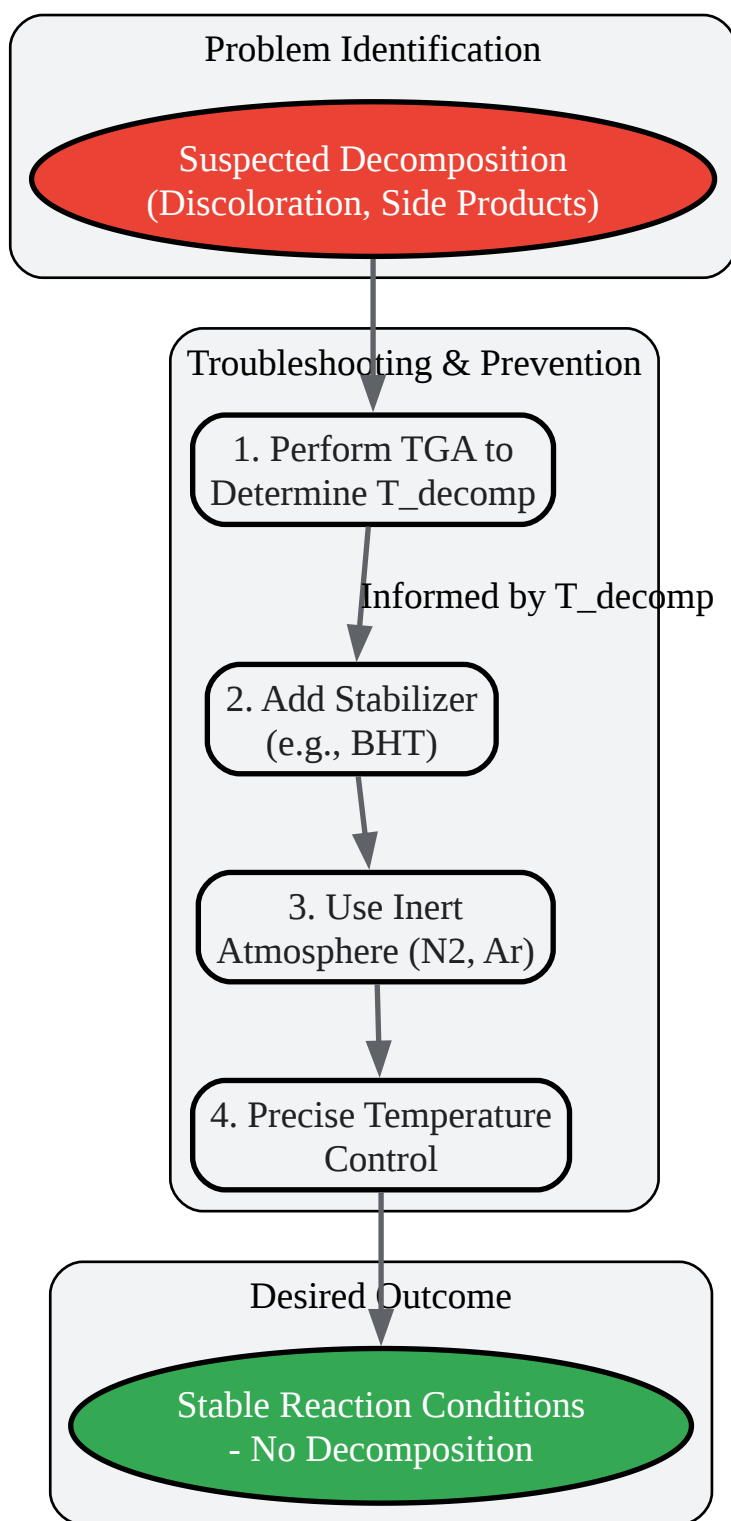 Problem Identification
Suspected Decomposition
(Discoloration, Side Products)
Troubleshooting & Prevention
1. Perform TGA to
Determine T_decomp
Informed by T_decomp
2. Add Stabilizer
(e.g., BHT)
3. Use Inert
Atmosphere (N2, Ar)
4. Precise Temperature
Control
Desired Outcome
Stable Reaction Conditions
- No Decomposition